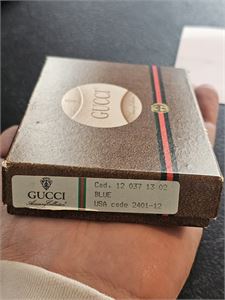 GUCCI
GUCCI
Cod. 12 037 13 02
BLUE
USA code 2401-12